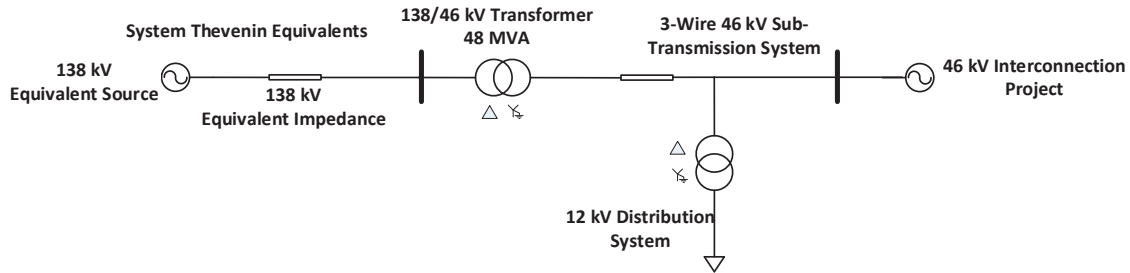 System Thevenin Equivalents
138/46 kV Transformer
48 MVA
3-Wire 46 kV Sub-
Transmission System
138 kV
Equivalent Source
138 kV
Equivalent Impedance
46 kV Interconnection
Project
12 kV Distribution
System